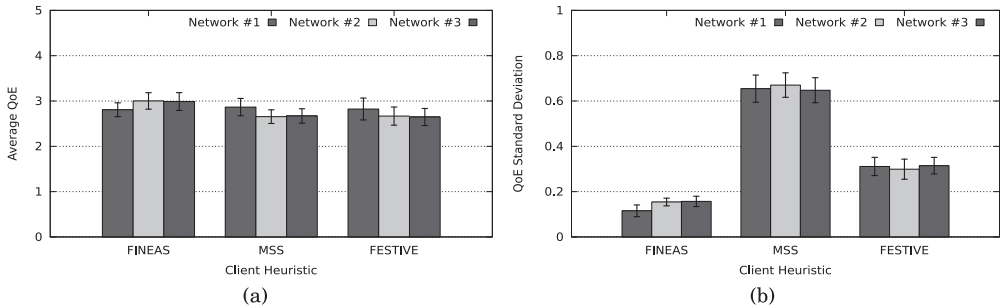 5
4
3
2
1
0
Average QoE
Network #1 Network #2 Network #3
FINEAS MSS FESTIVE
Client Heuristic
(a)
1
0.8
0.6
0.4
0.2
0
QoE Standard Deviation
Network #1 Network #2 Network #3
FINEAS MSS FESTIVE
Client Heuristic
(b)